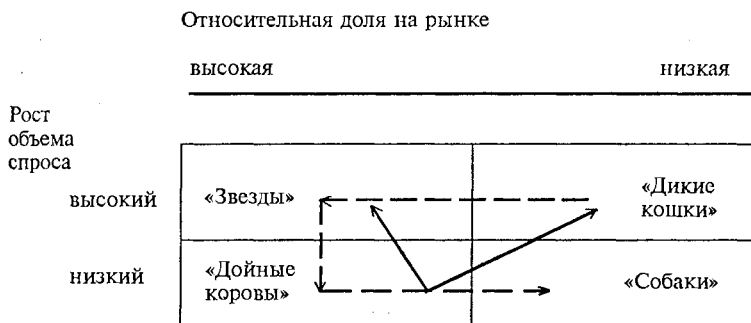 Относительная доля на рынке
высокая
низкая
Рост
объема
спроса
высокий
«Звезды»
«Дикие
кошки»
низкий
«Дойные
коровы»
«Собаки»